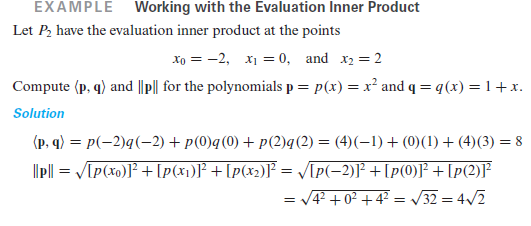 EXAMPLE Working with the Evaluation Inner Product
Let P₂ have the evaluation inner product at the points
x₀ = −2, x₁ = 0, and x₂ = 2
Compute ⟨p, q⟩ and ||p|| for the polynomials p = p(x) = x² and q = q(x) = 1 + x.
Solution
⟨p, q⟩ = p(−2)q(−2) + p(0)q(0) + p(2)q(2) = (4)(−1) + (0)(1) + (4)(3) = 8
||p|| = √[p(x₀)]² + [p(x₁)]² + [p(x₂)]² = √[p(−2)]² + [p(0)]² + [p(2)]²
= √4² + 0² + 4² = √32 = 4√2